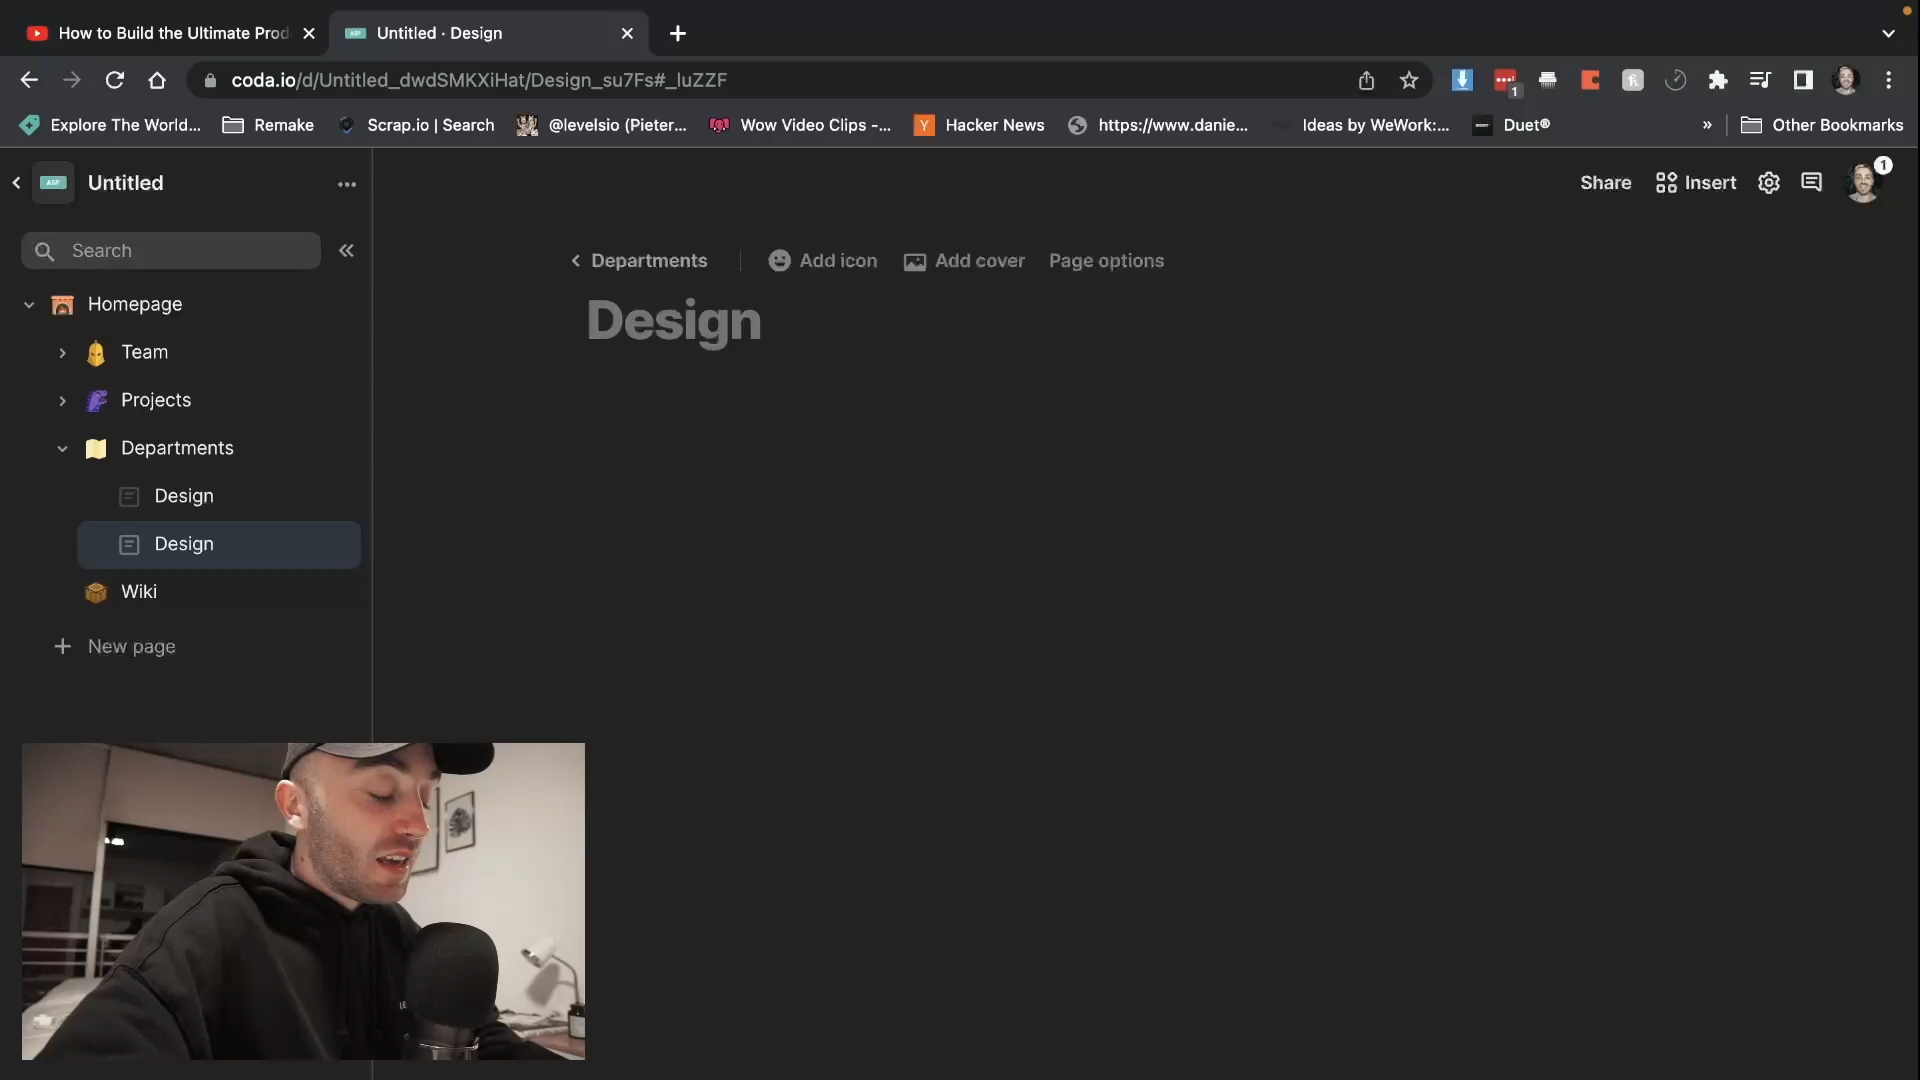 How to Build the Ultimate Prod
Untitled · Design
coda.io/d/Untitled_dwdSMKXiHat/Design_su7Fs#_luZZF
1
Explore The World...
Remake
Scrap.io | Search
@levelsio (Pieter...
Wow Video Clips -...
Hacker News
https://www.danie...
Ideas by WeWork:...
Duet®
»
Other Bookmarks
ASP
Untitled
Share
Insert
1
Search
Departments
Add icon
Add cover
Page options
Design
Homepage
Team
Projects
Departments
Design
Design
Wiki
New page